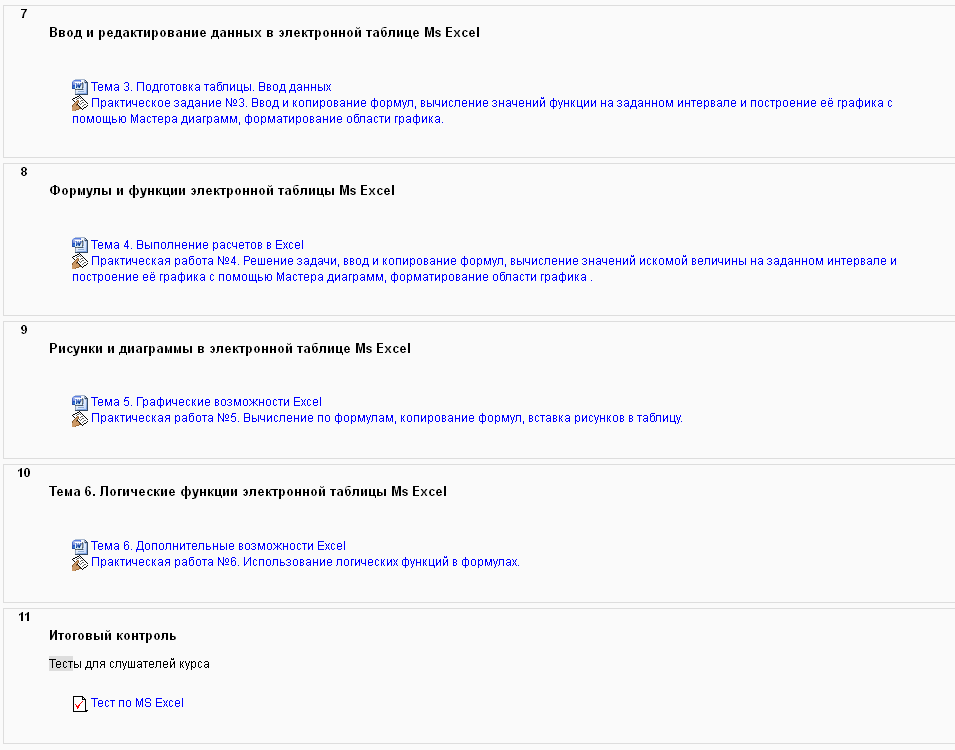 7
Ввод и редактирование данных в электронной таблице Ms Excel
Тема 3. Подготовка таблицы. Ввод данных
Практическое задание №3. Ввод и копирование формул, вычисление значений функции на заданном интервале и построение её графика с
помощью Мастера диаграмм, форматирование области графика.
8
Формулы и функции электронной таблицы Ms Excel
Тема 4. Выполнение расчетов в Excel
Практическая работа №4. Решение задачи, ввод и копирование формул, вычисление значений искомой величины на заданном интервале и
построение её графика с помощью Мастера диаграмм, форматирование области графика .
9
Рисунки и диаграммы в электронной таблице Ms Excel
Тема 5. Графические возможности Excel
Практическая работа №5. Вычисление по формулам, копирование формул, вставка рисунков в таблицу.
10
Тема 6. Логические функции электронной таблицы Ms Excel
Тема 6. Дополнительные возможности Excel
Практическая работа №6. Использование логических функций в формулах.
11
Итоговый контроль
Тесты для слушателей курса
Тест по MS Excel